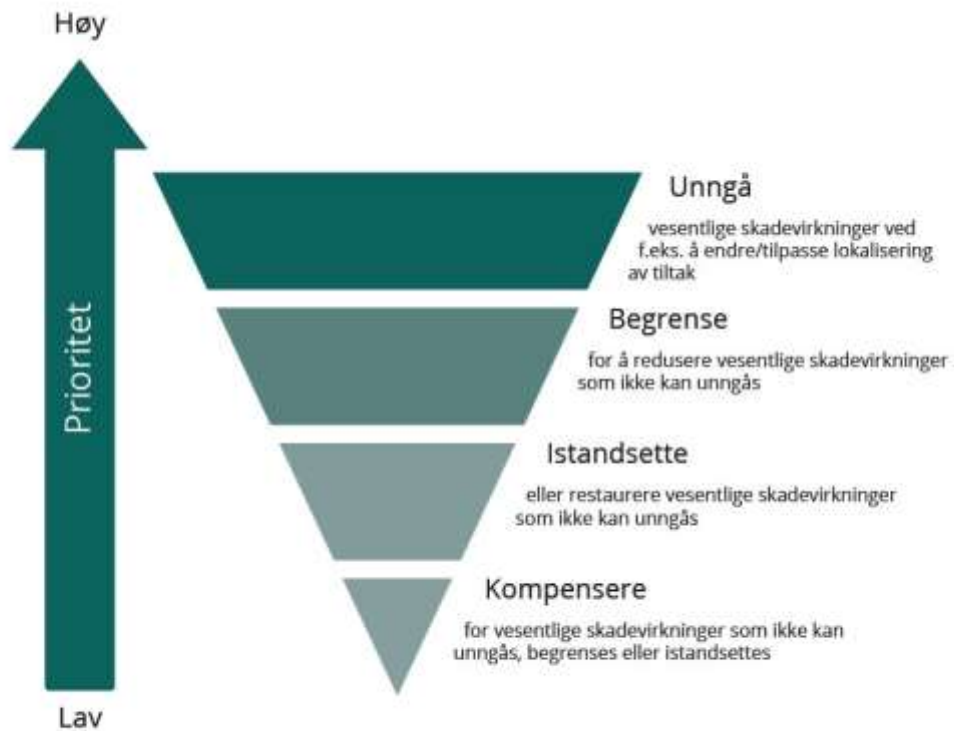 Høy
Prioritet
Unngå
vesentlige skadevirkninger ved
f.eks. å endre/tilpasse lokalisering
av tiltak
Begrense
for å redusere vesentlige skadevirkninger
som ikke kan unngås
Istandsette
eller restaurere vesentlige skadevirkninger
som ikke kan unngås
Kompensere
for vesentlige skadevirkninger som ikke kan
unngås, begrenses eller istandsettes
Lav